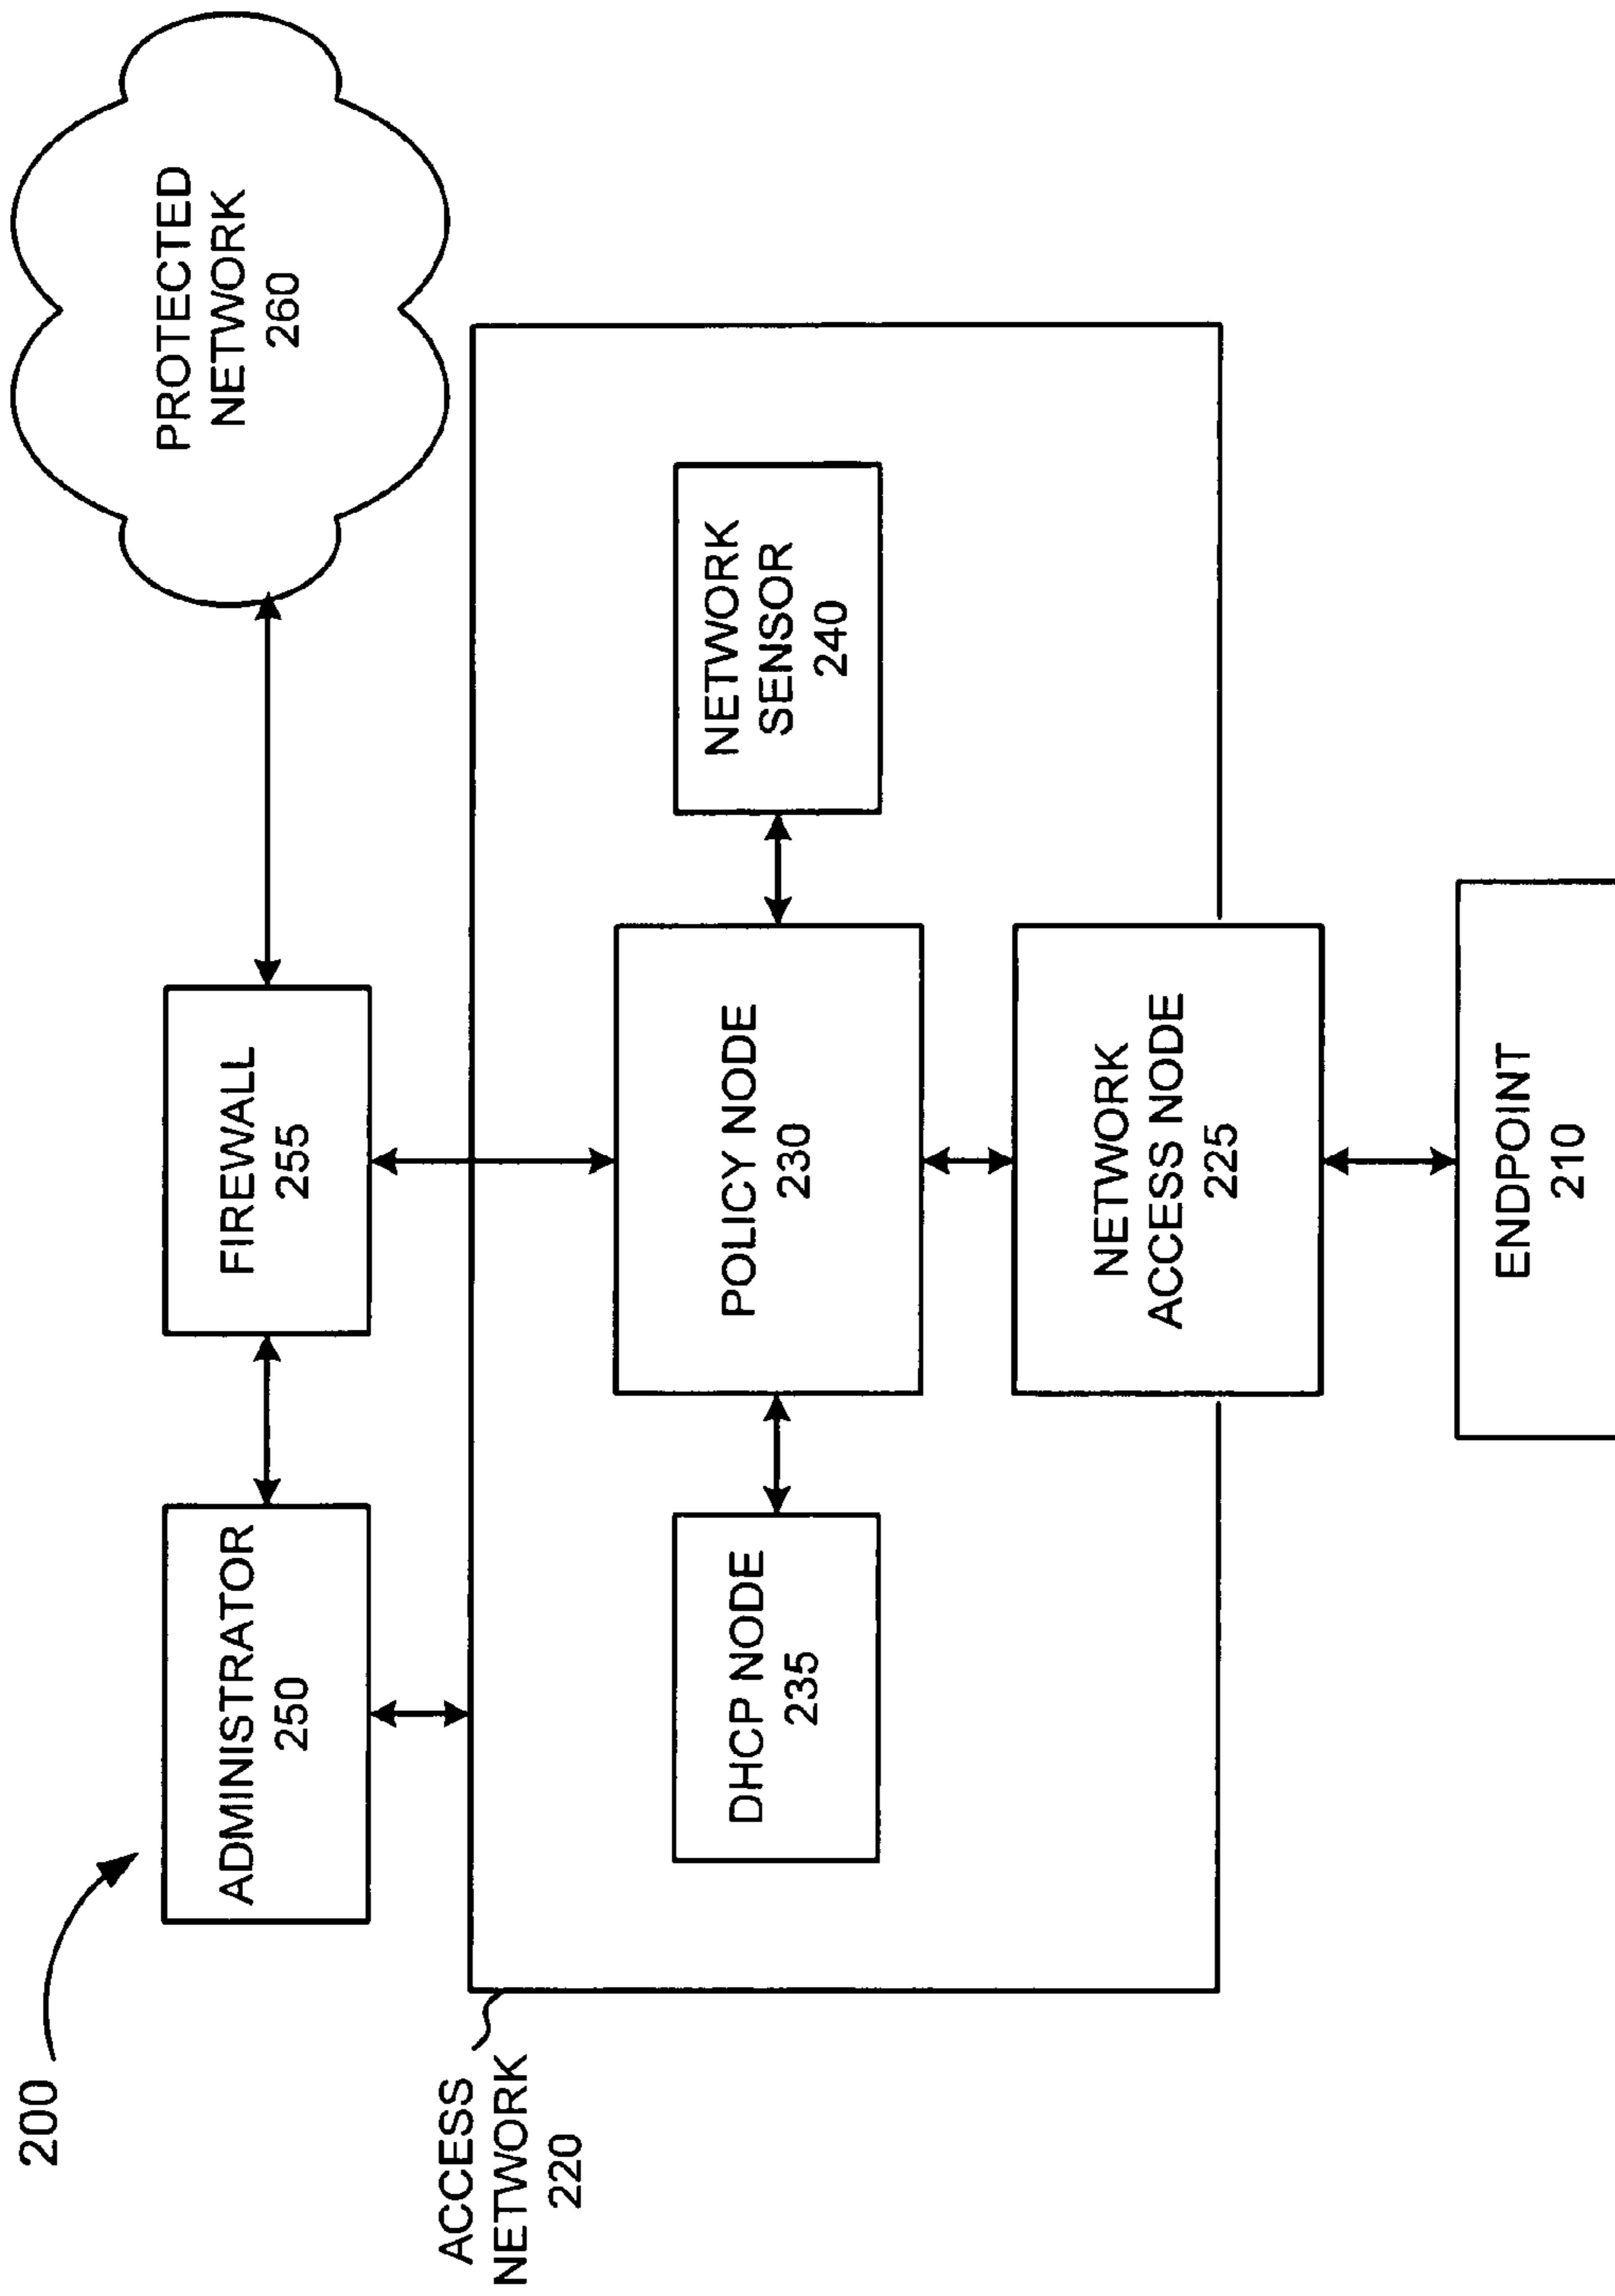 200
ADMINISTRATOR
250
FIREWALL
255
PROTECTED
NETWORK
260
ACCESS
NETWORK
220
DHCP NODE
235
POLICY NODE
230
NETWORK
SENSOR
240
NETWORK
ACCESS NODE
225
ENDPOINT
210